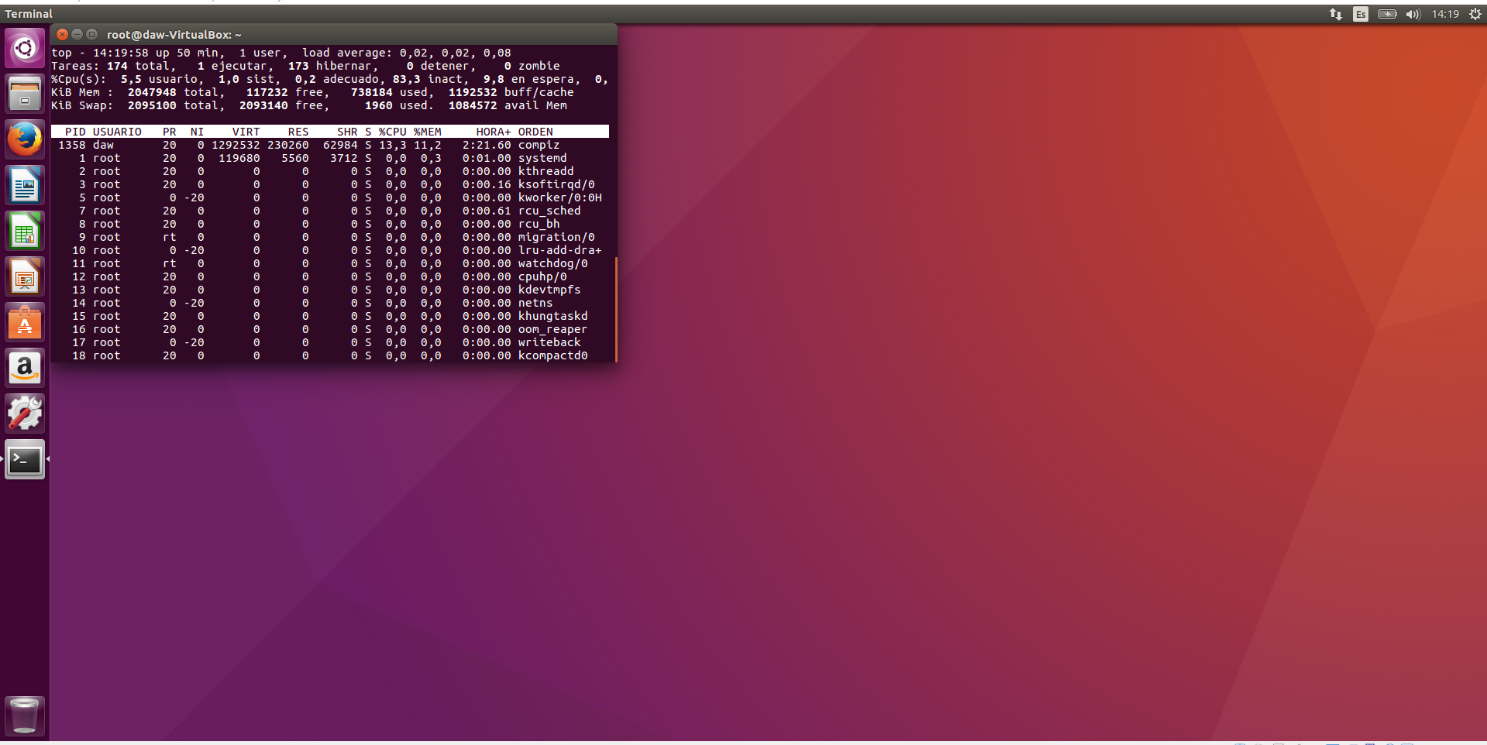 Terminal
Es
14:19
root@daw-VirtualBox: ~
top - 14:19:58 up 50 min,  1 user,  load average: 0,02, 0,02, 0,08
Tareas: 174 total,   1 ejecutar, 173 hibernar,   0 detener,   0 zombie
%Cpu(s):  5,5 usuario,  1,0 sist,  0,2 adecuado, 83,3 inact,  9,8 en espera,  0,
KiB Mem :  2047948 total,   117232 free,   738184 used,  1192532 buff/cache
KiB Swap:  2095100 total,  2093140 free,     1960 used.  1084572 avail Mem
PID USUARIO   PR  NI    VIRT    RES    SHR S %CPU %MEM     HORA+ ORDEN
1358 daw       20   0 1292532 230260  62984 S 13,3 11,2   2:21.60 compiz
1 root      20   0  119680   5560   3712 S  0,0  0,3   0:01.00 systemd
2 root      20   0       0      0      0 S  0,0  0,0   0:00.00 kthreadd
3 root      20   0       0      0      0 S  0,0  0,0   0:00.16 ksoftirqd/0
5 root       0 -20       0      0      0 S  0,0  0,0   0:00.00 kworker/0:0H
7 root      20   0       0      0      0 S  0,0  0,0   0:00.61 rcu_sched
8 root      20   0       0      0      0 S  0,0  0,0   0:00.00 rcu_bh
9 root      rt   0       0      0      0 S  0,0  0,0   0:00.00 migration/0
10 root       0 -20       0      0      0 S  0,0  0,0   0:00.00 lru-add-dra+
11 root      rt   0       0      0      0 S  0,0  0,0   0:00.00 watchdog/0
12 root      20   0       0      0      0 S  0,0  0,0   0:00.00 cpuhp/0
13 root      20   0       0      0      0 S  0,0  0,0   0:00.00 kdevtmpfs
14 root       0 -20       0      0      0 S  0,0  0,0   0:00.00 netns
15 root      20   0       0      0      0 S  0,0  0,0   0:00.00 khungtaskd
16 root      20   0       0      0      0 S  0,0  0,0   0:00.00 oom_reaper
17 root       0 -20       0      0      0 S  0,0  0,0   0:00.00 writeback
18 root      20   0       0      0      0 S  0,0  0,0   0:00.00 kcompactd0